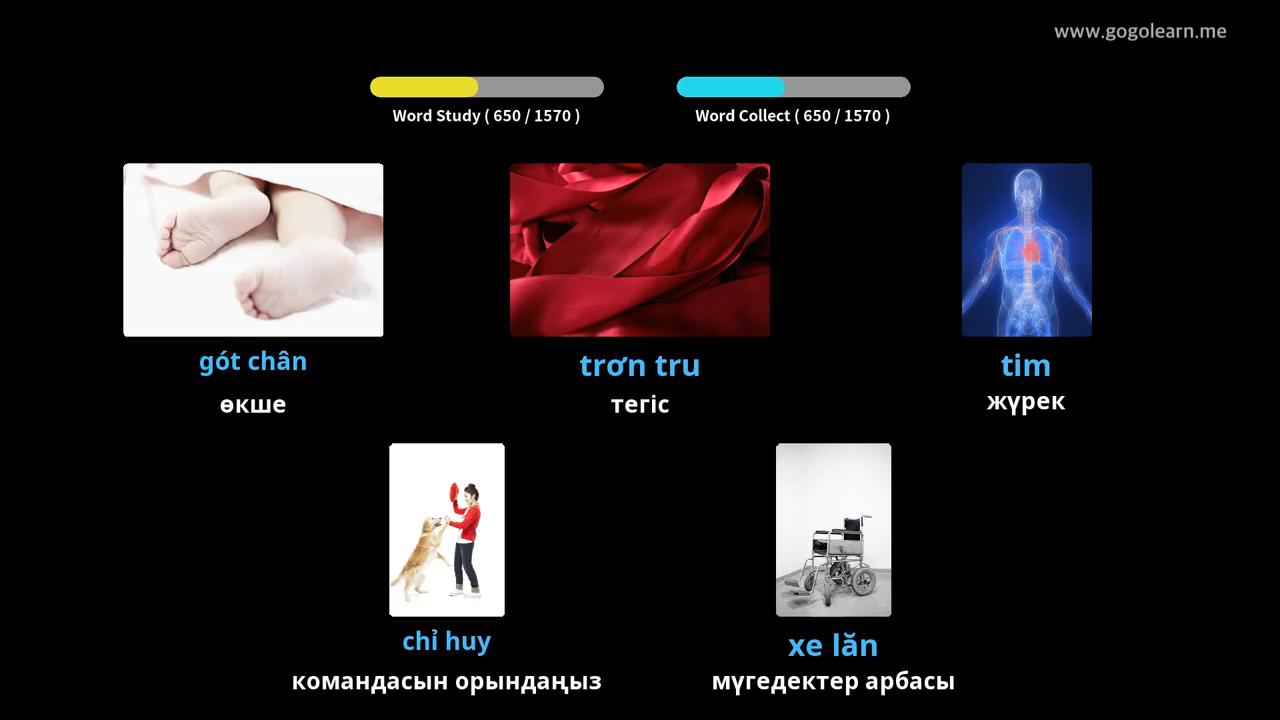 www.gogolearn.me
Word Study ( 650 / 1570 )
Word Collect ( 650 / 1570 )
gót chân
trơn tru
tim
өкше
тегіс
жүрек
chỉ huy
xe lăn
командасын орындаңыз
мүгедектер арбасы